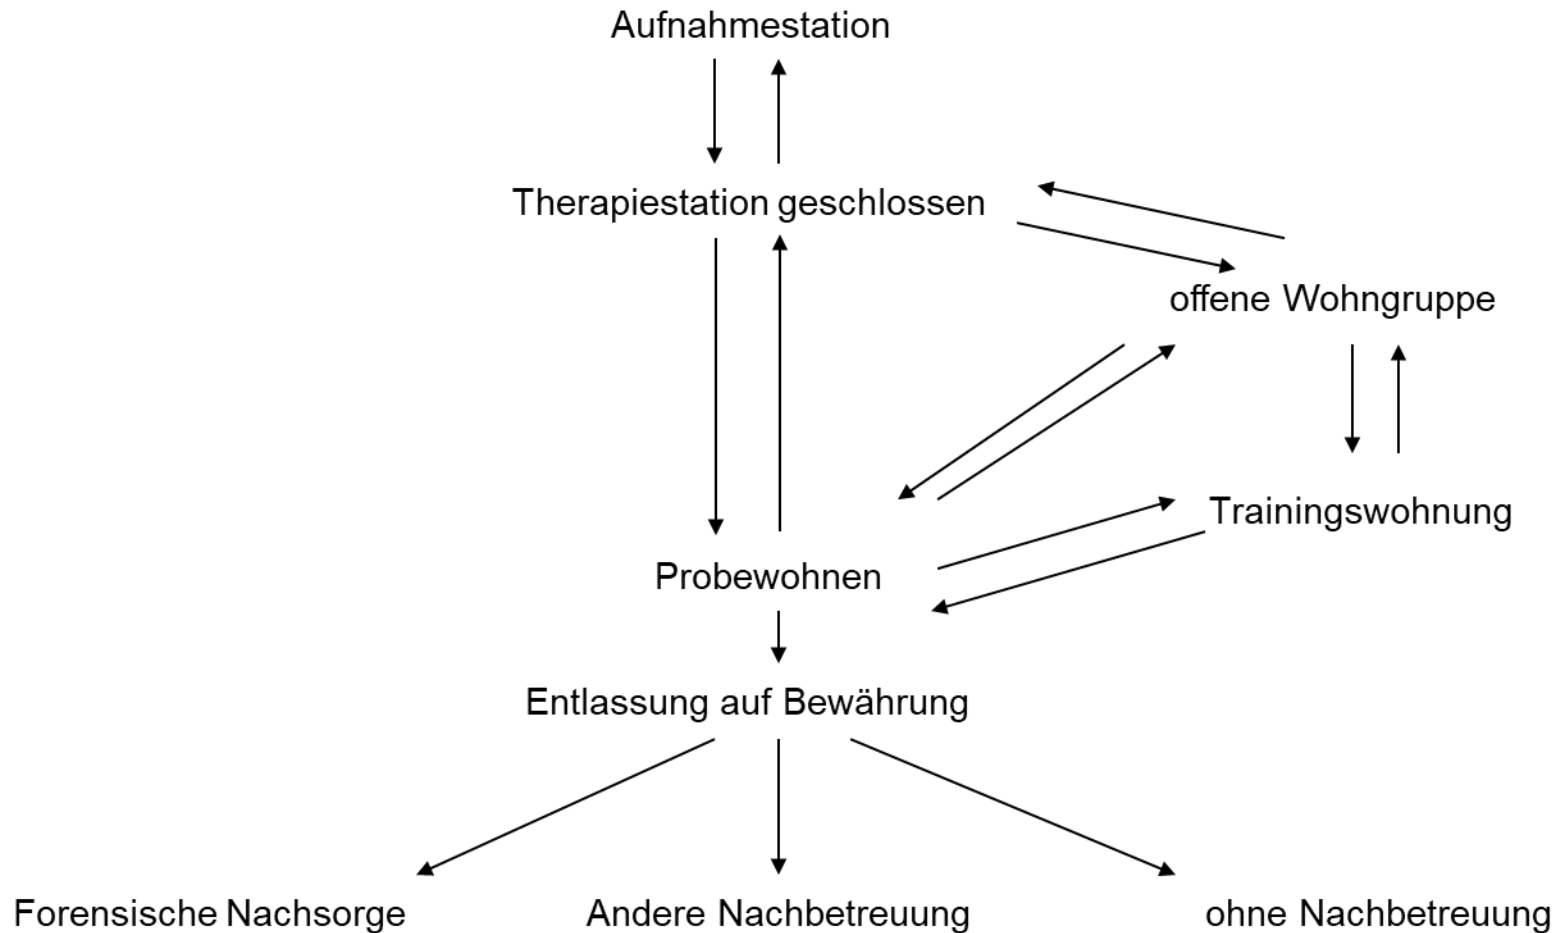 Aufnahmestation
Therapiestation geschlossen
offene Wohngruppe
Trainingswohnung
Probewohnen
Entlassung auf Bewährung
Forensische Nachsorge
Andere Nachbetreuung
ohne Nachbetreuung